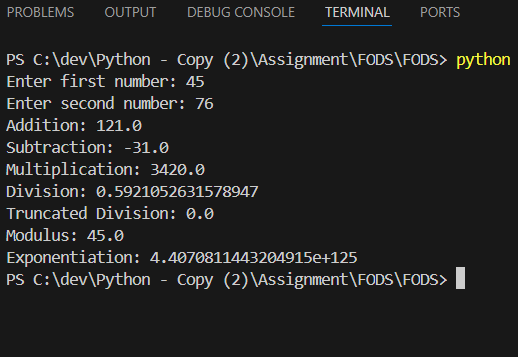 PROBLEMS OUTPUT DEBUG CONSOLE TERMINAL PORTS
PS C:\dev\Python - Copy (2)\Assignment\FODS\FODS> python
Enter first number: 45
Enter second number: 76
Addition: 121.0
Subtraction: -31.0
Multiplication: 3420.0
Division: 0.5921052631578947
Truncated Division: 0.0
Modulus: 45.0
Exponentiation: 4.4070811443204915e+125
PS C:\dev\Python - Copy (2)\Assignment\FODS\FODS>